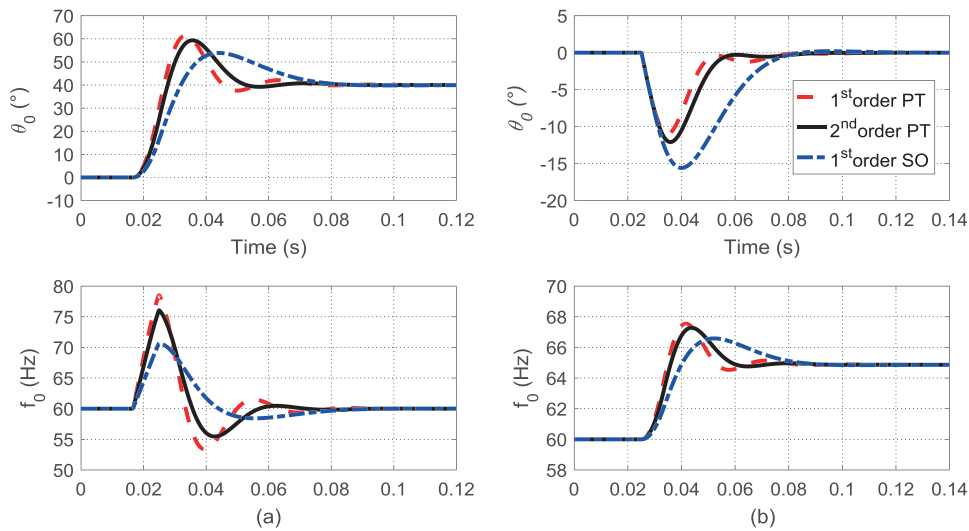 70
60
50
40
30
20
10
0
-10
θ0 (°)
0 0.02 0.04 0.06 0.08 0.1 0.12
Time (s)
5
0
-5
-10
-15
-20
θ0 (°)
1st order PT
2nd order PT
1st order SO
0 0.02 0.04 0.06 0.08 0.1 0.12 0.14
Time (s)
80
75
70
65
60
55
50
f0 (Hz)
0 0.02 0.04 0.06 0.08 0.1 0.12
(a)
70
68
66
64
62
60
58
f0 (Hz)
0 0.02 0.04 0.06 0.08 0.1 0.12 0.14
(b)